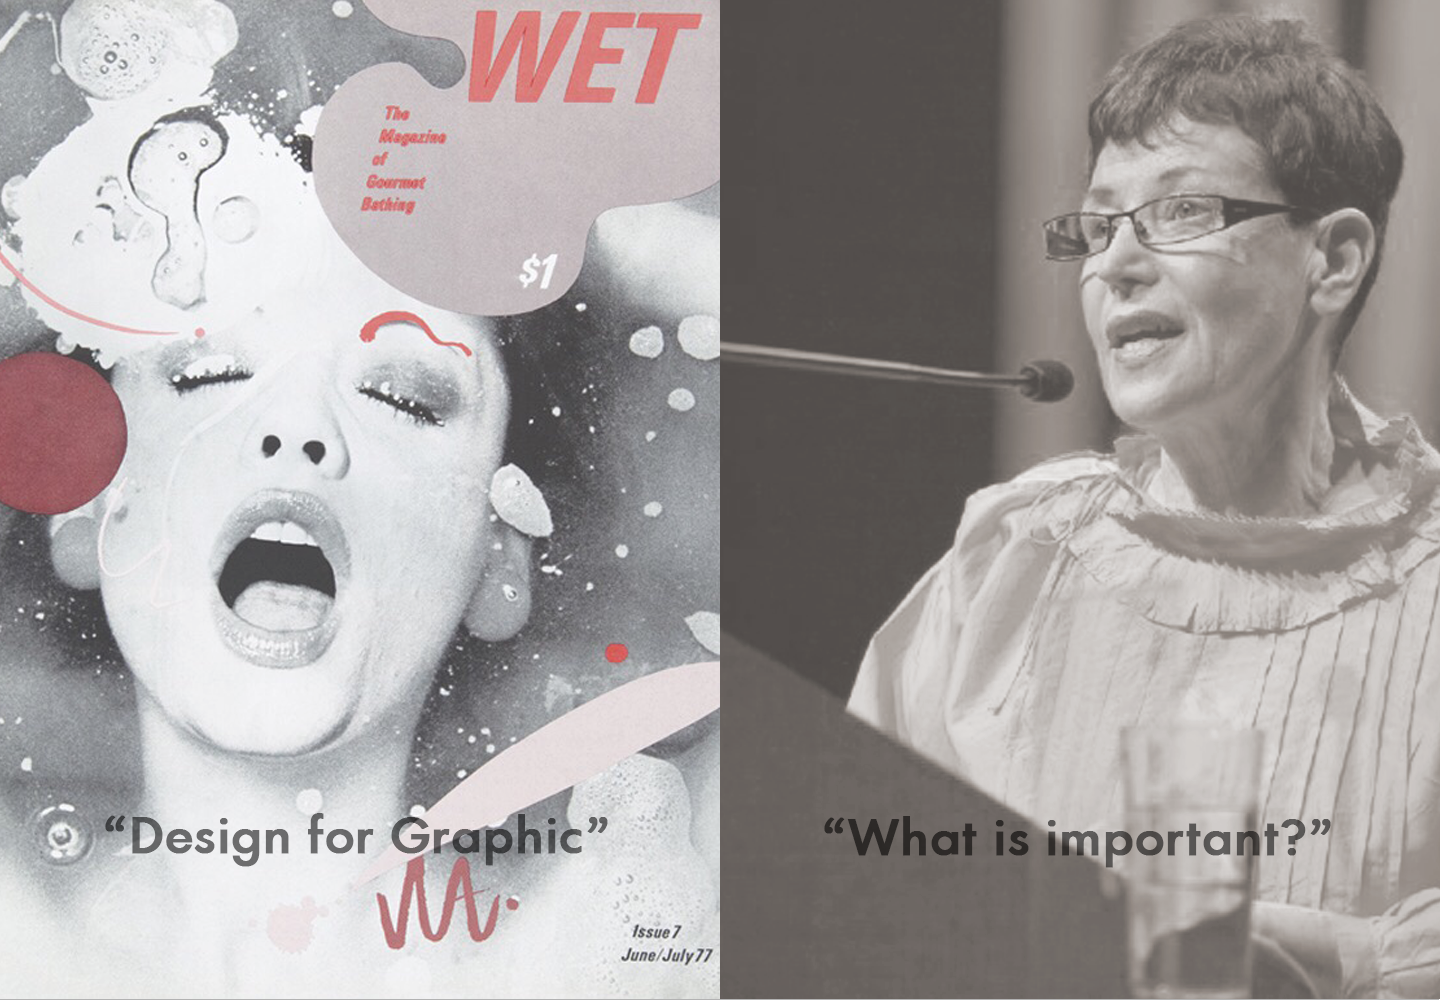 WET
The
Magazine
of
Gourmet
Bathing
$1
“Design for Graphic”
“What is important?”
Issue 7
June/July 77